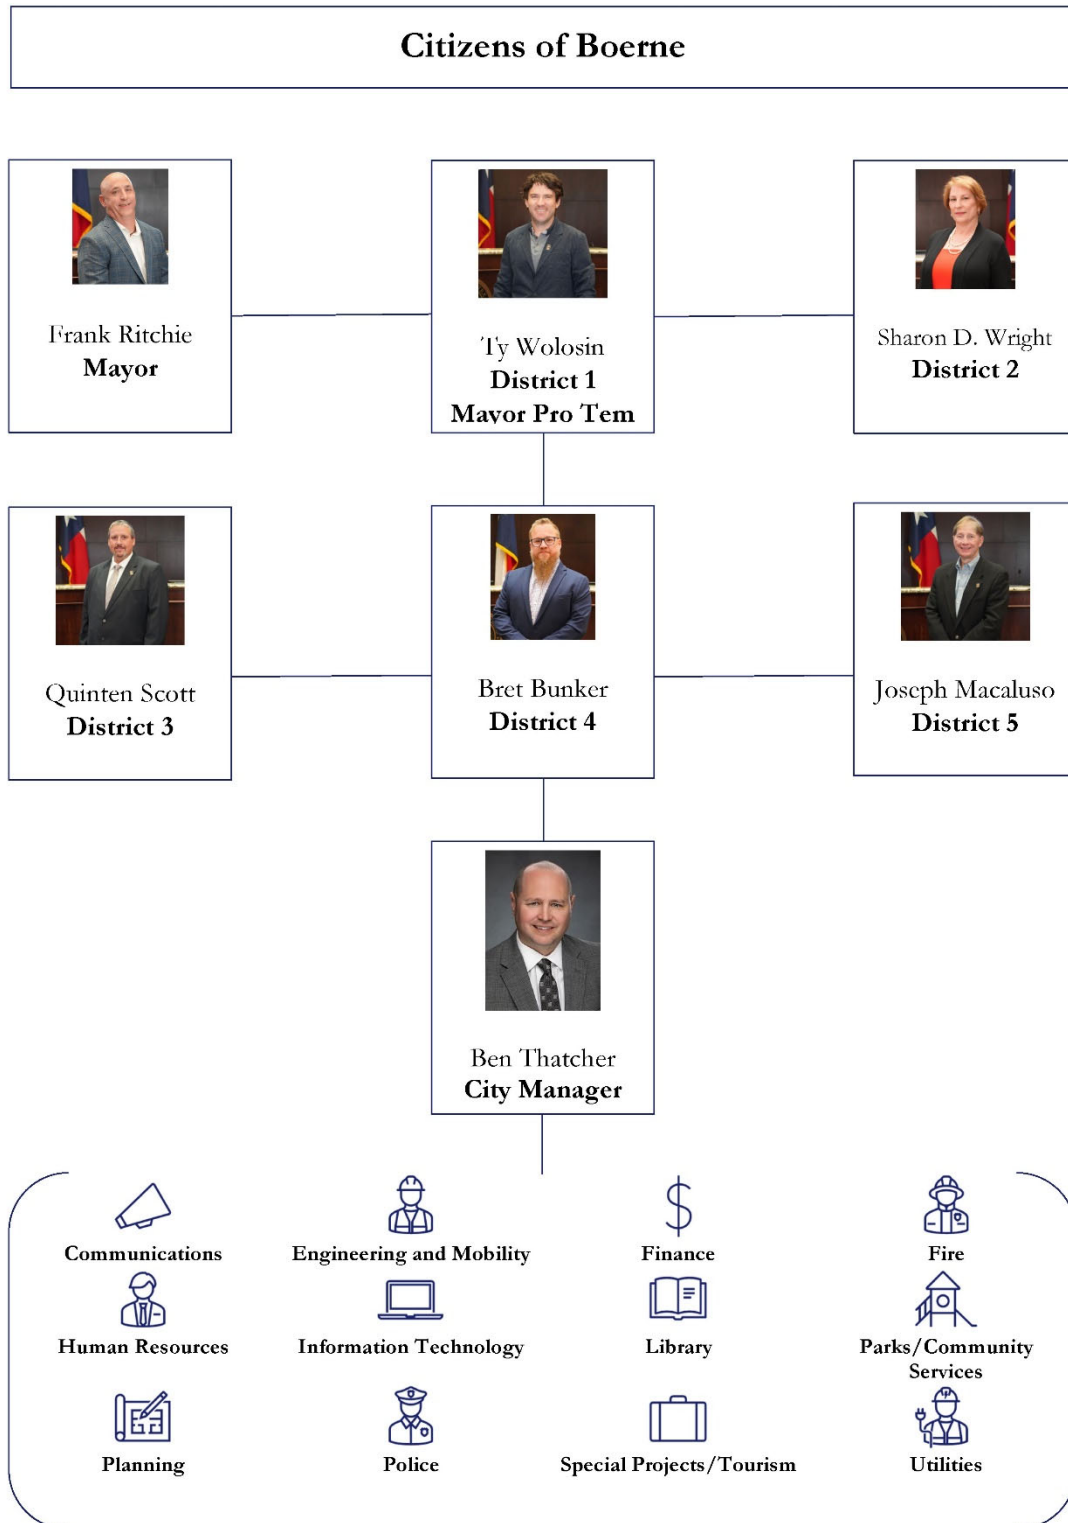 Citizens of Boerne
Frank Ritchie
Mayor
Ty Wolosin
District 1
Mayor Pro Tem
Sharon D. Wright
District 2
Quinten Scott
District 3
Bret Bunker
District 4
Joseph Macaluso
District 5
Ben Thatcher
City Manager
Communications
Engineering and Mobility
Finance
Fire
Human Resources
Information Technology
Library
Parks/Community
Services
Planning
Police
Special Projects/Tourism
Utilities